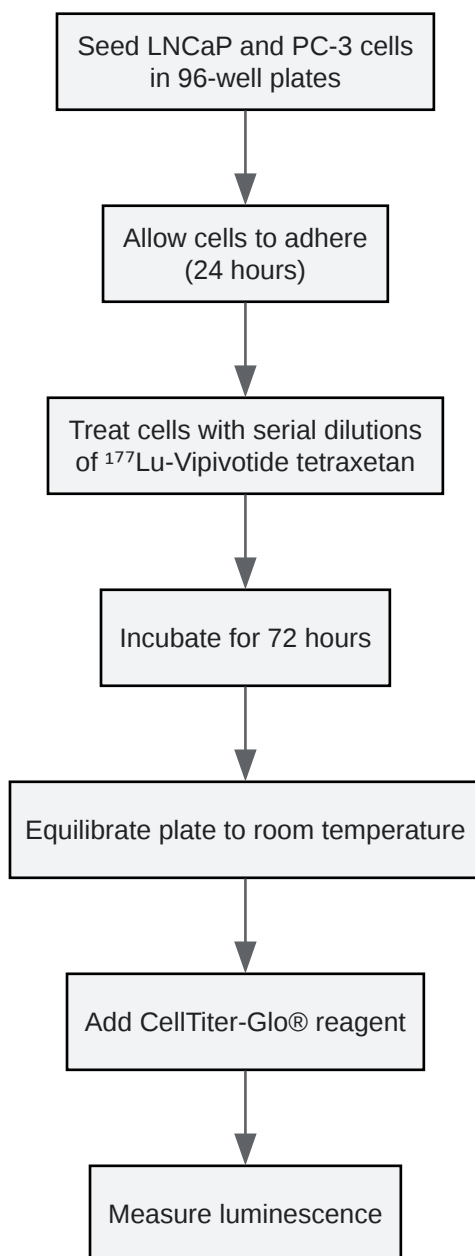 Seed LNCaP and PC-3 cells
in 96-well plates
Allow cells to adhere
(24 hours)
Treat cells with serial dilutions
of ¹⁷⁷Lu-Vipivotide tetraxetan
Incubate for 72 hours
Equilibrate plate to room temperature
Add CellTiter-Glo® reagent
Measure luminescence